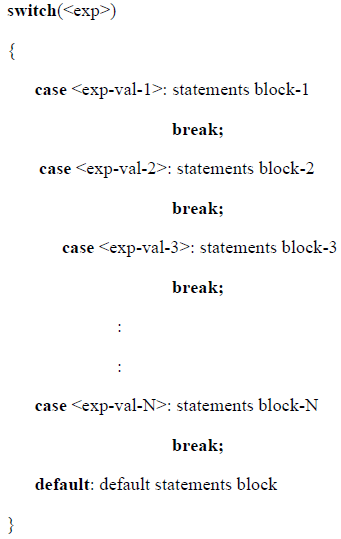 switch(<exp>)
{
case <exp-val-1>: statements block-1
break;
case <exp-val-2>: statements block-2
break;
case <exp-val-3>: statements block-3
break;
:
:
case <exp-val-N>: statements block-N
break;
default: default statements block
}